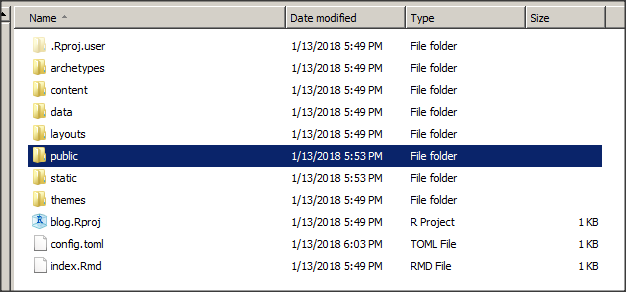 Name Date modified Type Size
.Rproj.user 1/13/2018 5:49 PM File folder
archetypes 1/13/2018 5:49 PM File folder
content 1/13/2018 5:49 PM File folder
data 1/13/2018 5:49 PM File folder
layouts 1/13/2018 5:49 PM File folder
public 1/13/2018 5:53 PM File folder
static 1/13/2018 5:53 PM File folder
themes 1/13/2018 5:49 PM File folder
blog.Rproj 1/13/2018 5:49 PM R Project 1 KB
config.toml 1/13/2018 6:03 PM TOML File 1 KB
index.Rmd 1/13/2018 5:49 PM RMD File 1 KB